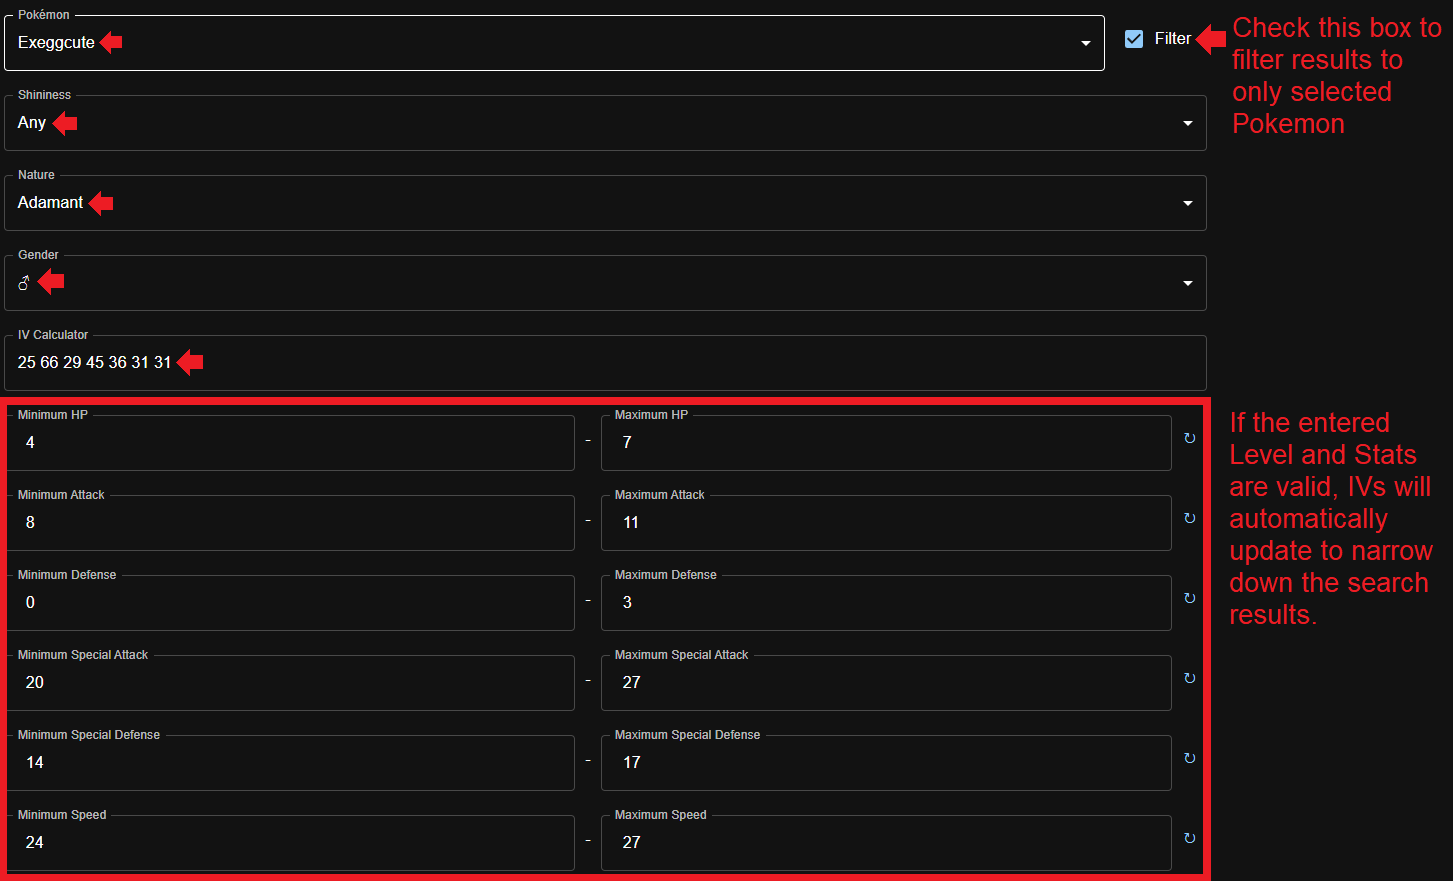 Pokémon
Exeggcute
Filter
Check this box to
filter results to
only selected
Pokemon
Shininess
Any
Nature
Adamant
Gender
♂
IV Calculator
25 66 29 45 36 31 31
Minimum HP
4
-
Maximum HP
7
↻
Minimum Attack
8
-
Maximum Attack
11
↻
Minimum Defense
0
-
Maximum Defense
3
↻
Minimum Special Attack
20
-
Maximum Special Attack
27
↻
Minimum Special Defense
14
-
Maximum Special Defense
17
↻
Minimum Speed
24
-
Maximum Speed
27
↻
If the entered
Level and Stats
are valid, IVs will
automatically
update to narrow
down the search
results.